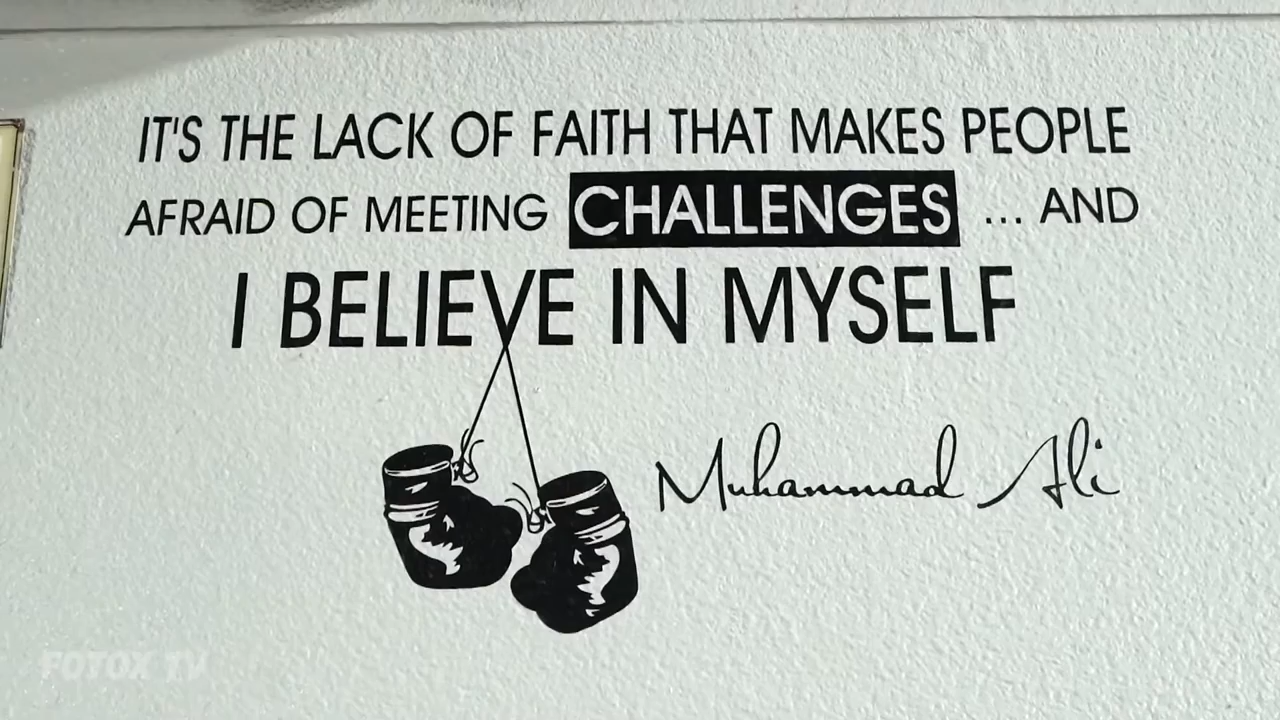 IT'S THE LACK OF FAITH THAT MAKES PEOPLE
AFRAID OF MEETING CHALLENGES ... AND
I BELIEVE IN MYSELF
Muhammad Ali
FOTOX TV